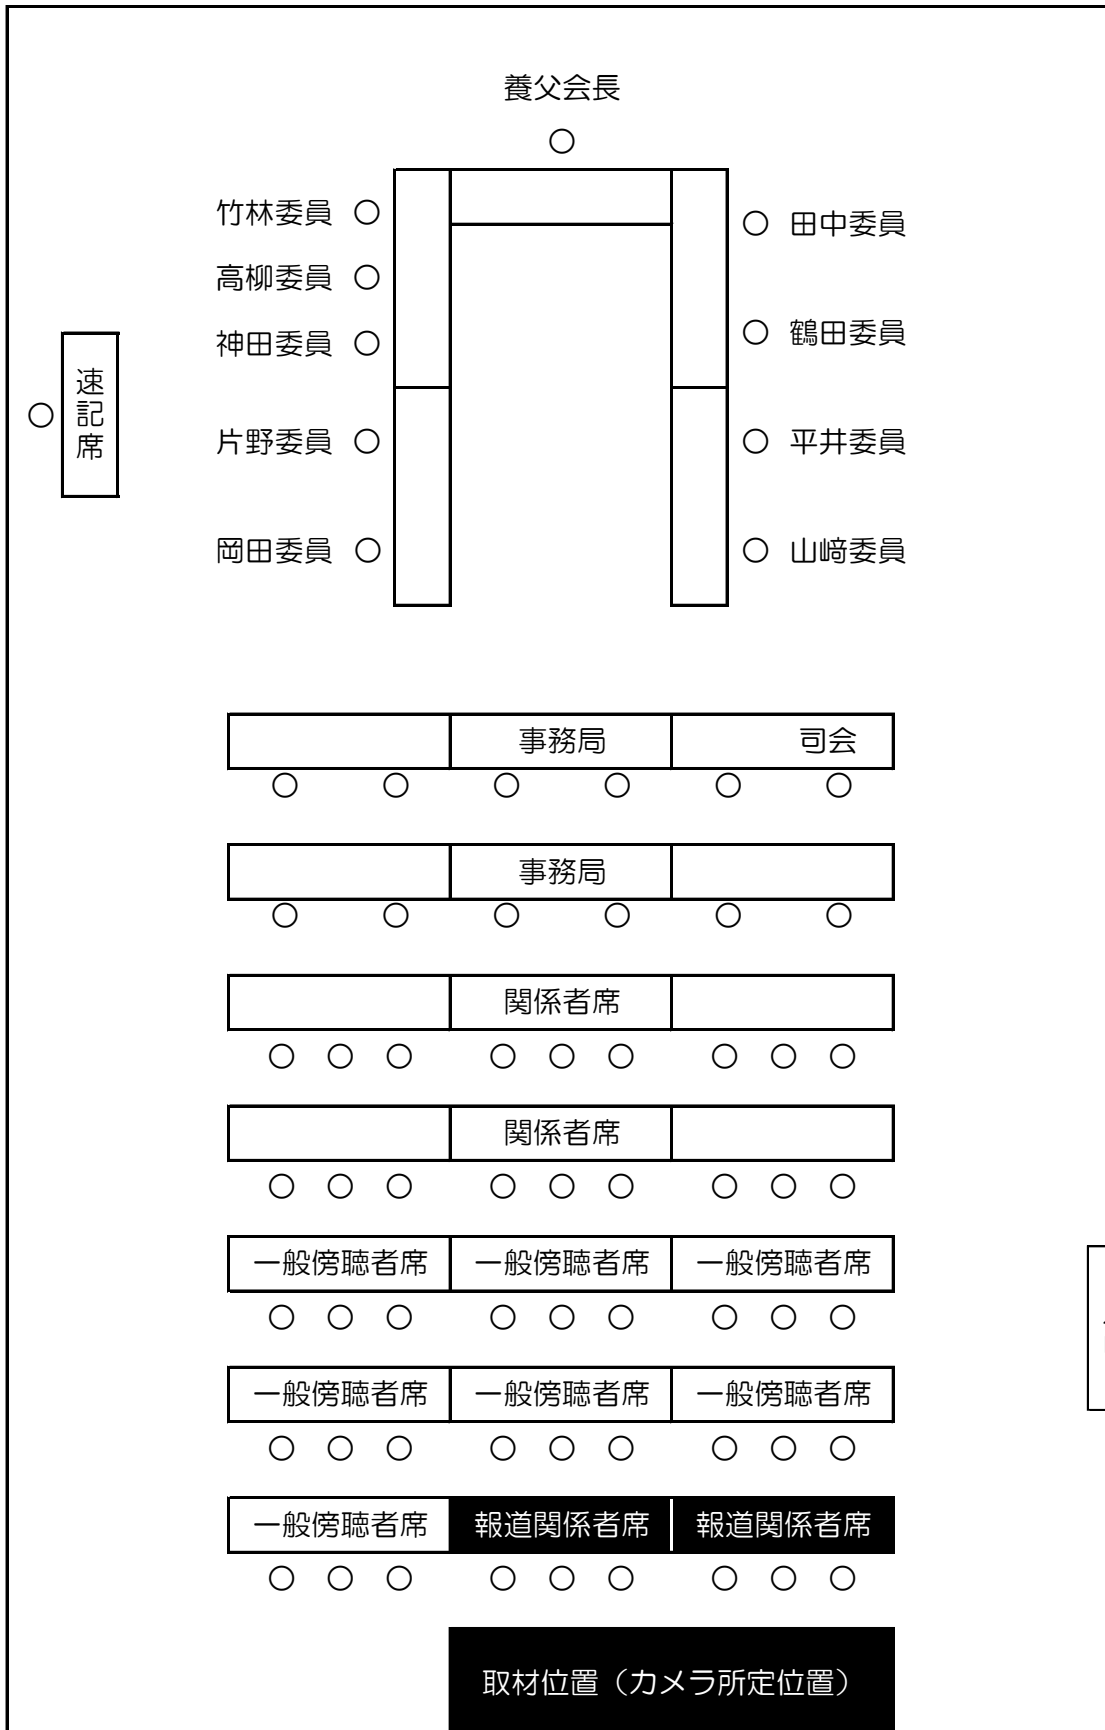 養父会長
竹林委員
田中委員
高柳委員
神田委員
鶴田委員
速記席
片野委員
平井委員
岡田委員
山﨑委員
事務局 司会
事務局
関係者席
関係者席
一般傍聴者席 一般傍聴者席 一般傍聴者席
一般傍聴者席 一般傍聴者席 一般傍聴者席
一般傍聴者席 報道関係者席 報道関係者席
取材位置（カメラ所定位置）